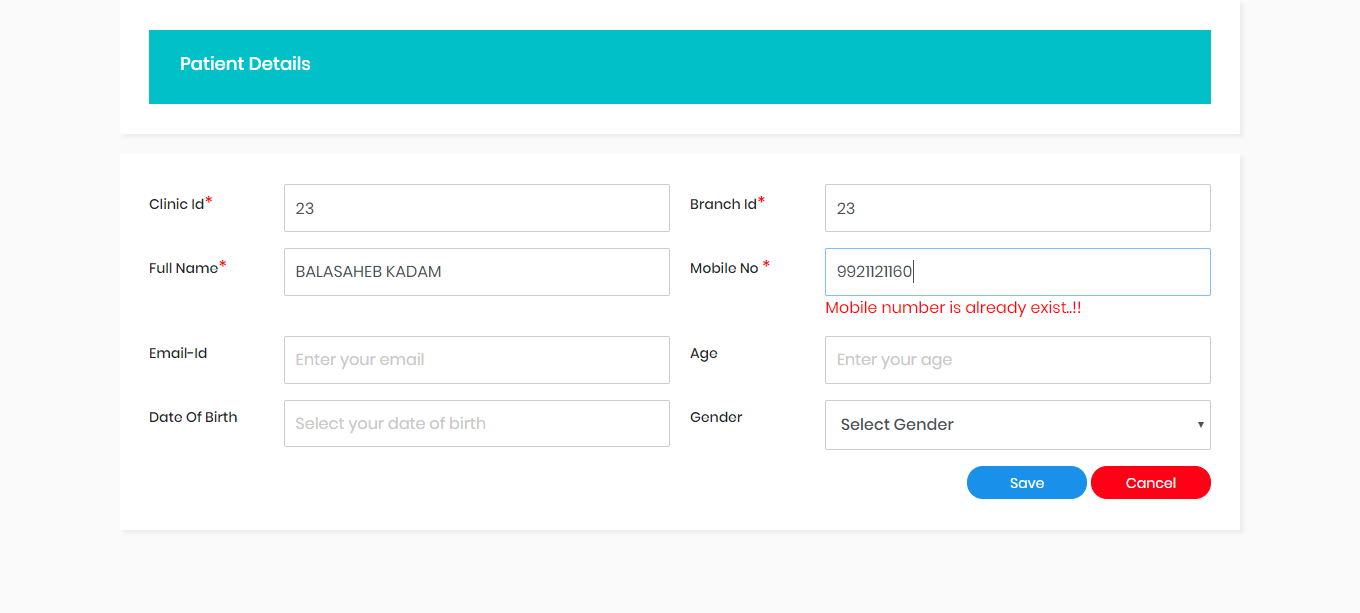 Patient Details
Clinic Id* 23 Branch Id* 23
Full Name* BALASAHEB KADAM Mobile No * 9921121160
Mobile number is already exist..!!
Email-Id Enter your email Age Enter your age
Date Of Birth Select your date of birth Gender Select Gender
Save Cancel